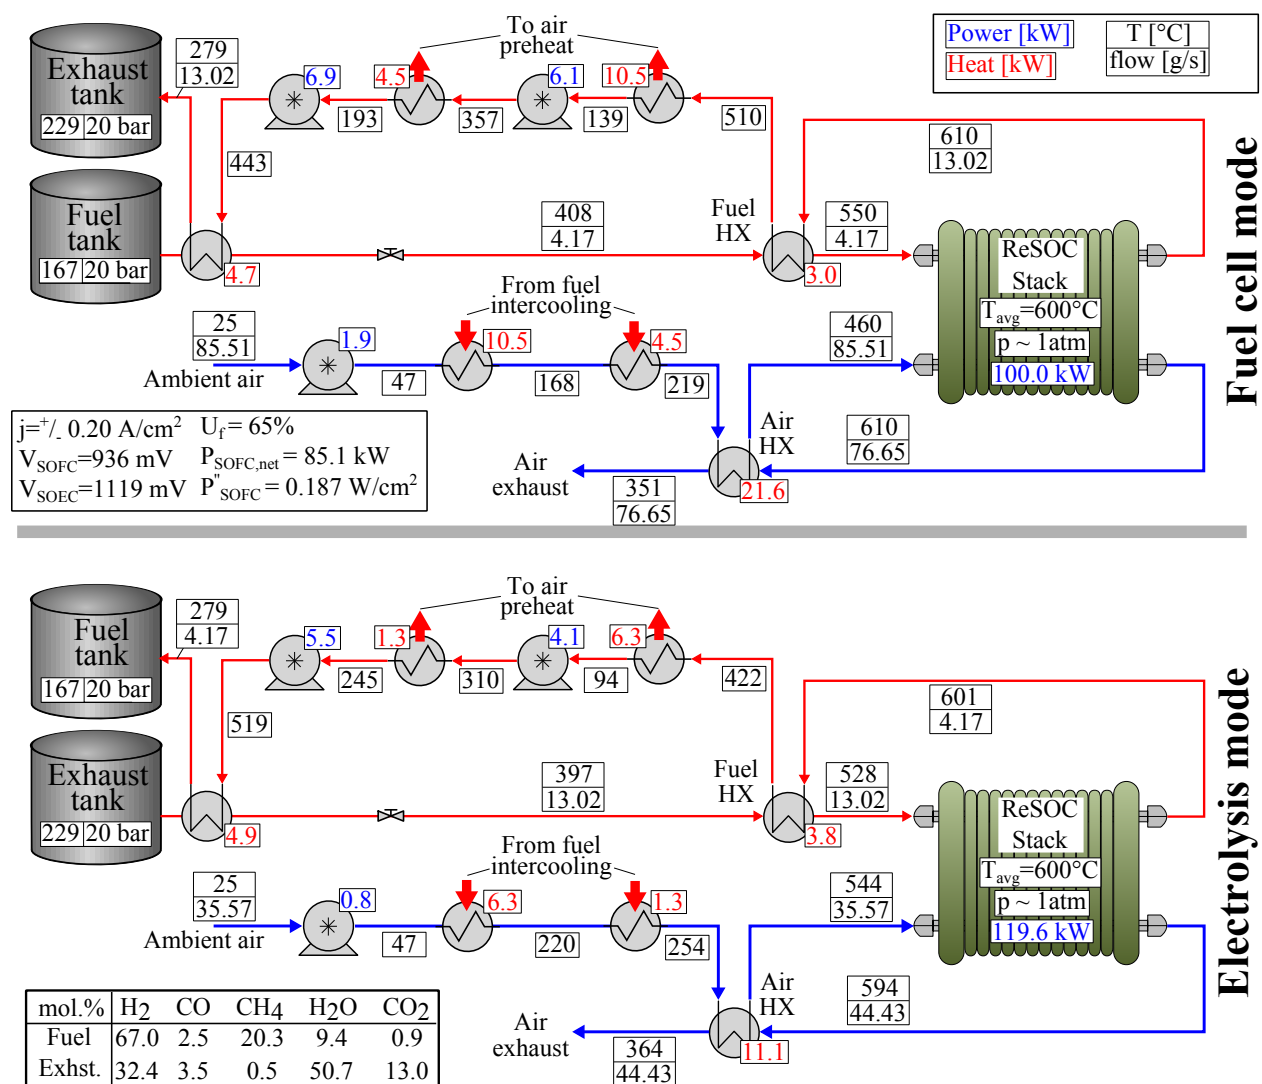 To air
preheat
Power [kW]
Heat [kW]
T [°C]
flow [g/s]
279
13.02
Exhaust
tank
229 20 bar
6.9
4.5
6.1
10.5
193
357
139
510
610
13.02
443
Fuel
tank
167 20 bar
4.7
408
4.17
Fuel
HX
3.0
550
4.17
ReSOC
Stack
Tavg=600°C
p ~ 1atm
100.0 kW
From fuel
intercooling
25
85.51
Ambient air
1.9
47
10.5
168
4.5
219
460
85.51
Air
HX
21.6
610
76.65
Air
exhaust
351
76.65
j=+/- 0.20 A/cm2 Uf= 65%
VSOFC=936 mV PSOFC,net= 85.1 kW
VSOEC=1119 mV P"SOFC= 0.187 W/cm2
Fuel cell mode
To air
preheat
279
4.17
Fuel
tank
167 20 bar
5.5
1.3
4.1
6.3
245
310
94
422
601
4.17
519
Exhaust
tank
229 20 bar
4.9
397
13.02
Fuel
HX
3.8
528
13.02
ReSOC
Stack
Tavg=600°C
p ~ 1atm
119.6 kW
From fuel
intercooling
25
35.57
Ambient air
0.8
47
6.3
220
1.3
254
544
35.57
Air
HX
11.1
594
44.43
Air
exhaust
364
44.43
Electrolysis mode
mol.% H2 CO CH4 H2O CO2
Fuel 67.0 2.5 20.3 9.4 0.9
Exhst. 32.4 3.5 0.5 50.7 13.0